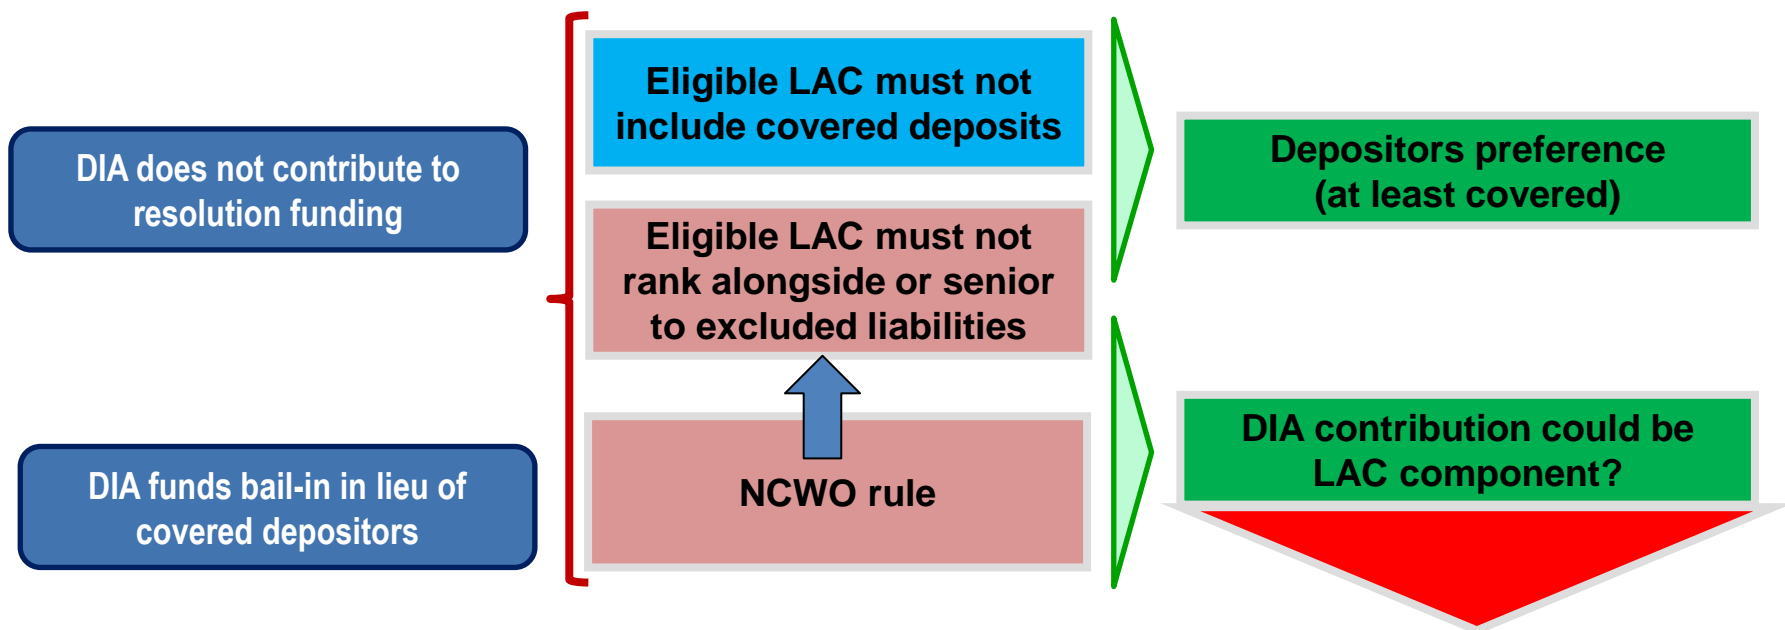 DIA does not contribute to
resolution funding
DIA funds bail-in in lieu of
covered depositors
Eligible LAC must not
include covered deposits
Eligible LAC must not
rank alongside or senior
to excluded liabilities
NCWO rule
Depositors preference
(at least covered)
DIA contribution could be
LAC component?